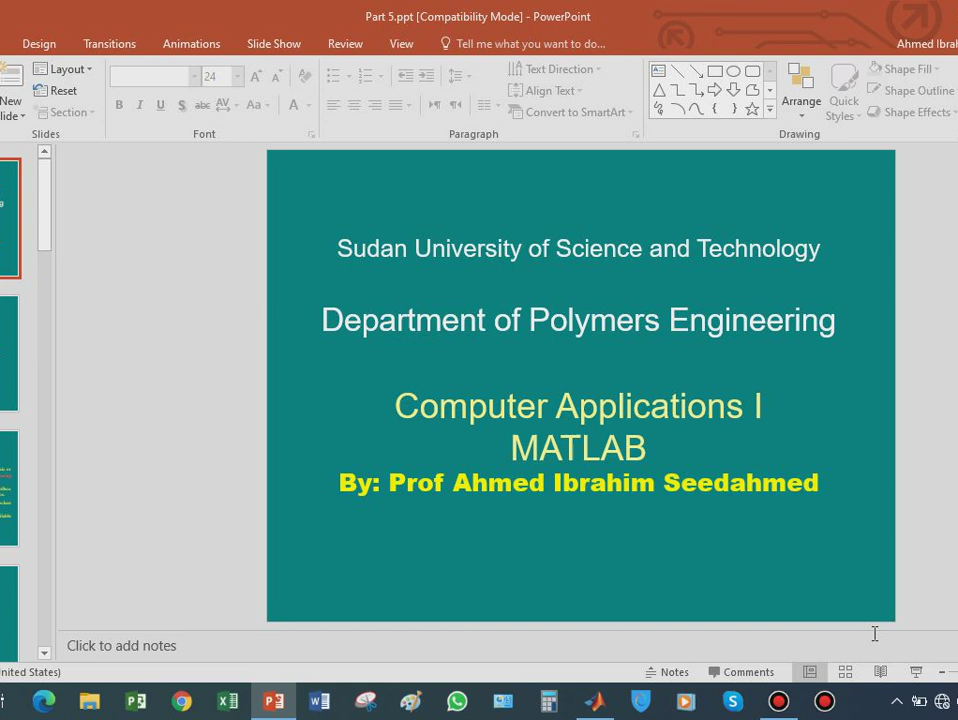 Part 5.ppt [Compatibility Mode] - PowerPoint
Design Transitions Animations Slide Show Review View Tell me what you want to do...
Layout 24 Text Direction Shape Fill
New Reset Align Text Arrange Quick Shape Outline
Section B I U S abc AV Aa A Convert to SmartArt Styles Shape Effects
Slides Font Paragraph Drawing
Sudan University of Science and Technology
Department of Polymers Engineering
Computer Applications I
MATLAB
By: Prof Ahmed Ibrahim Seedahmed
Click to add notes
Notes Comments